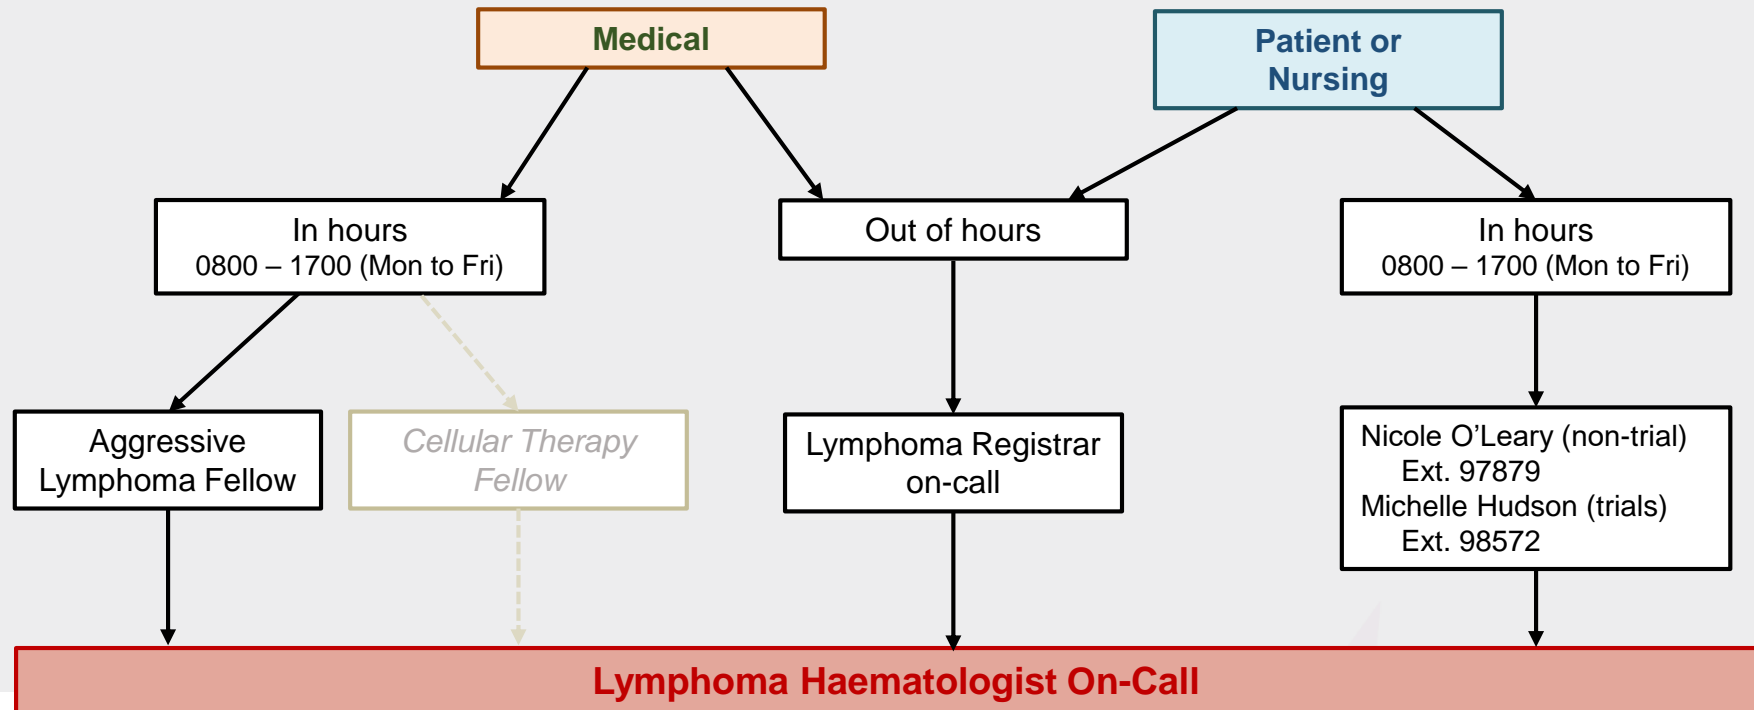 Medical
Patient or
Nursing
In hours
0800 – 1700 (Mon to Fri)
Out of hours
In hours
0800 – 1700 (Mon to Fri)
Aggressive
Lymphoma Fellow
Cellular Therapy
Fellow
Lymphoma Registrar
on-call
Nicole O’Leary (non-trial)
Ext. 97879
Michelle Hudson (trials)
Ext. 98572
Lymphoma Haematologist On-Call